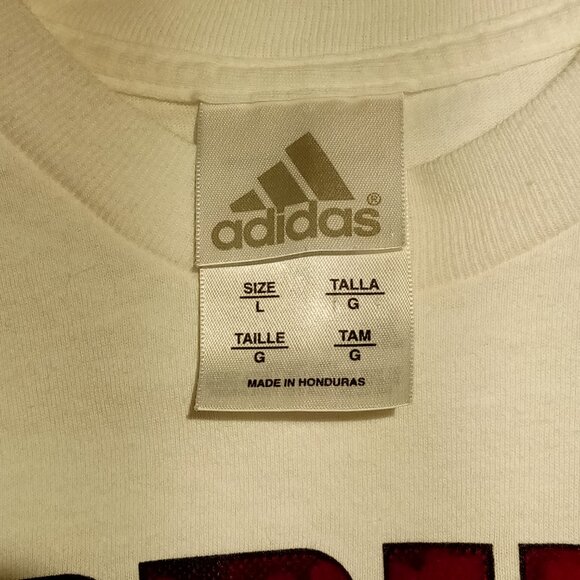 adidas®
SIZE TALLA
L G
TAILLE TAM
G G
MADE IN HONDURAS